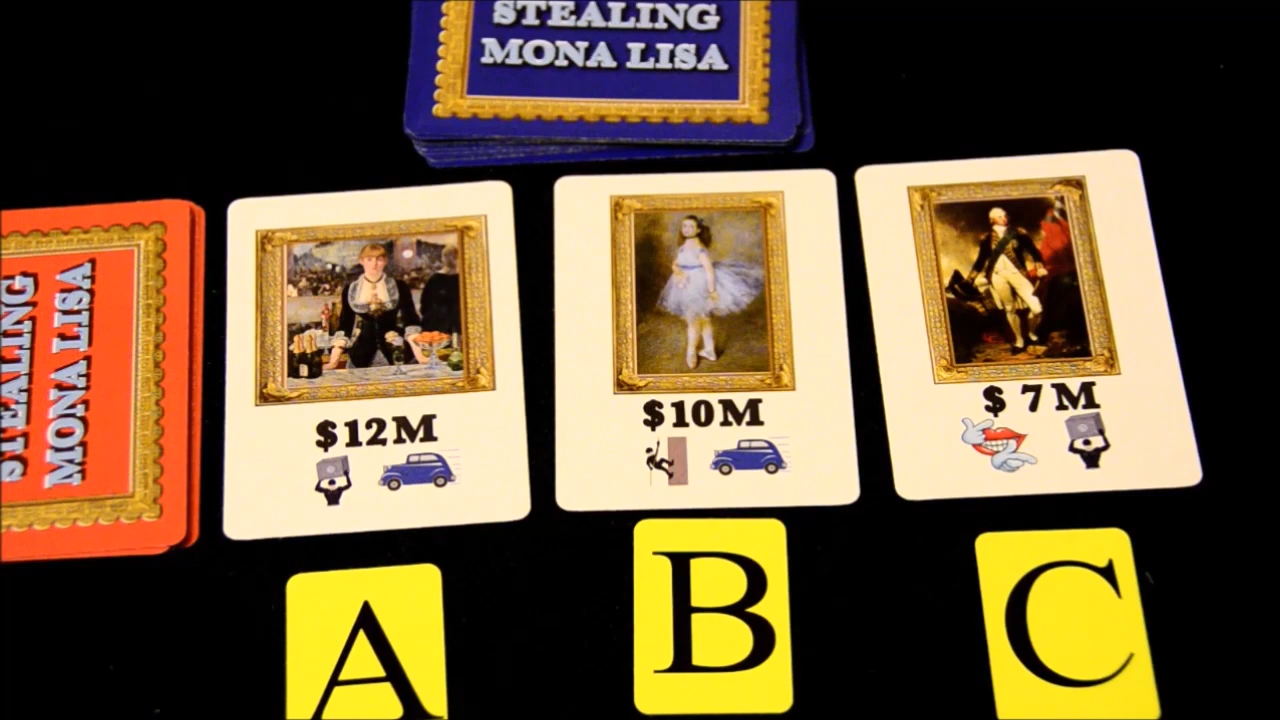 STEALING
MONA LISA
STEALING
MONA LISA
$12M
$10M
$ 7M
A
B
C